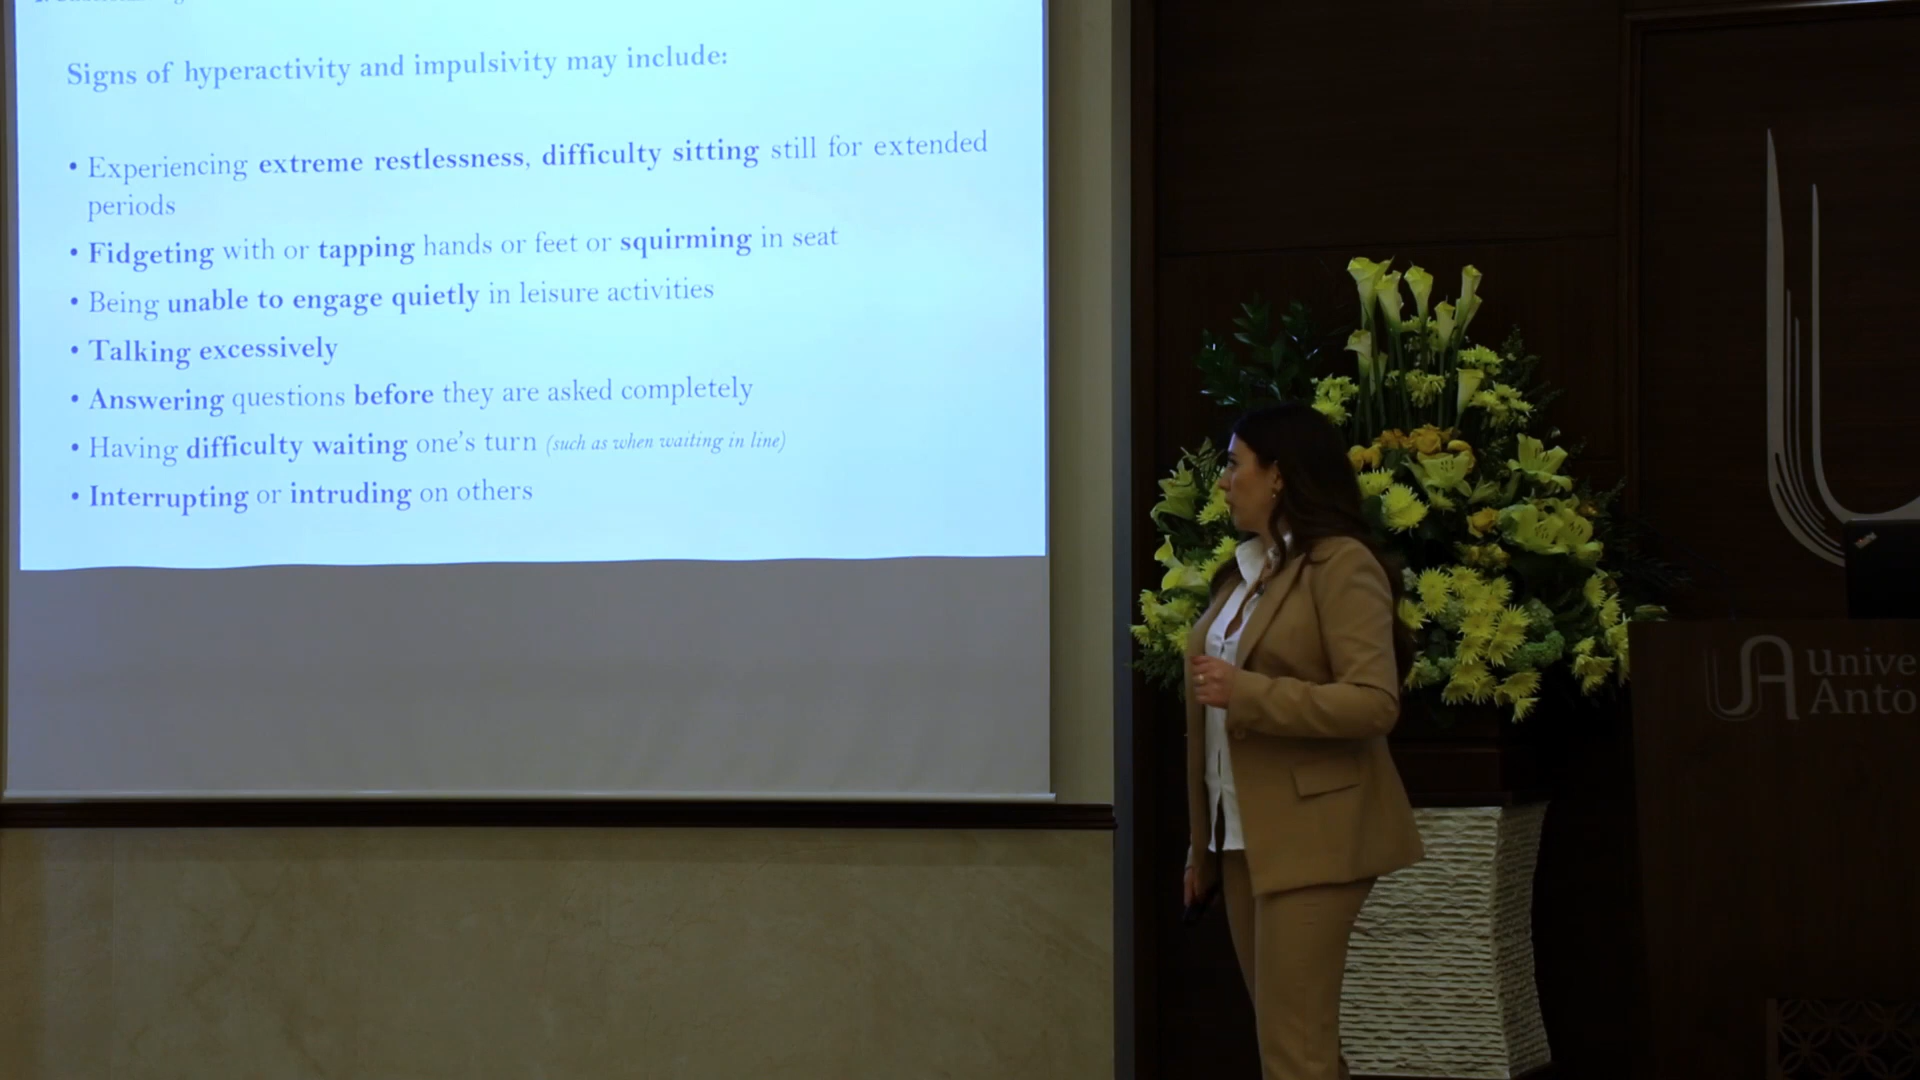 Signs of hyperactivity and impulsivity may include:
• Experiencing extreme restlessness, difficulty sitting still for extended
periods
• Fidgeting with or tapping hands or feet or squirming in seat
• Being unable to engage quietly in leisure activities
• Talking excessively
• Answering questions before they are asked completely
• Having difficulty waiting one's turn (such as when waiting in line)
• Interrupting or intruding on others
UA
Unive
Anto